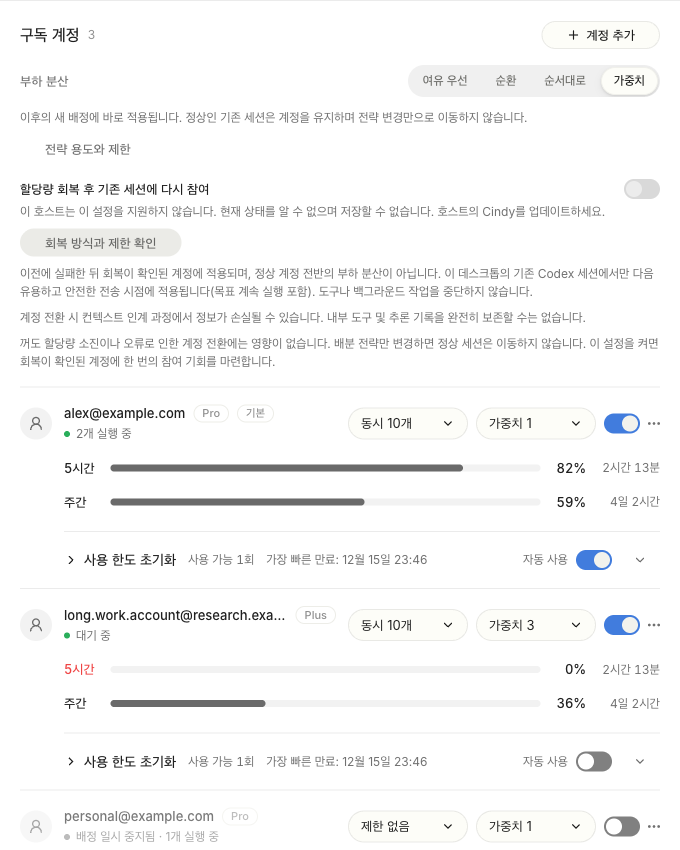 구독 계정 3
+ 계정 추가
부하 분산
여유 우선 순환 순서대로 가중치
이후의 새 배정에 바로 적용됩니다. 정상인 기존 세션은 계정을 유지하며 전략 변경만으로 이동하지 않습니다.
전략 용도와 제한
할당량 회복 후 기존 세션에 다시 참여
이 호스트는 이 설정을 지원하지 않습니다. 현재 상태를 알 수 없으며 저장할 수 없습니다. 호스트의 Cindy를 업데이트하세요.
회복 방식과 제한 확인
이전에 실패한 뒤 회복이 확인된 계정에 적용되며, 정상 계정 전반의 부하 분산이 아닙니다. 이 데스크톱의 기존 Codex 세션에서만 다음
유용하고 안전한 전송 시점에 적용됩니다(목표 계속 실행 포함). 도구나 백그라운드 작업을 중단하지 않습니다.
계정 전환 시 컨텍스트 인계 과정에서 정보가 손실될 수 있습니다. 내부 도구 및 추론 기록을 완전히 보존할 수는 없습니다.
꺼도 할당량 소진이나 오류로 인한 계정 전환에는 영향이 없습니다. 배분 전략만 변경하면 정상 세션은 이동하지 않습니다. 이 설정을 켜면
회복이 확인된 계정에 한 번의 참여 기회를 마련합니다.
alex@example.com Pro 기본
2개 실행 중
동시 10개 가중치 1
5시간 82% 2시간 13분
주간 59% 4일 2시간
사용 한도 초기화 사용 가능 1회 가장 빠른 만료: 12월 15일 23:46 자동 사용
long.work.account@research.exa... Plus
대기 중
동시 10개 가중치 3
5시간 0% 2시간 13분
주간 36% 4일 2시간
사용 한도 초기화 사용 가능 1회 가장 빠른 만료: 12월 15일 23:46 자동 사용
personal@example.com Pro
배정 일시 중지됨 · 1개 실행 중
제한 없음 가중치 1